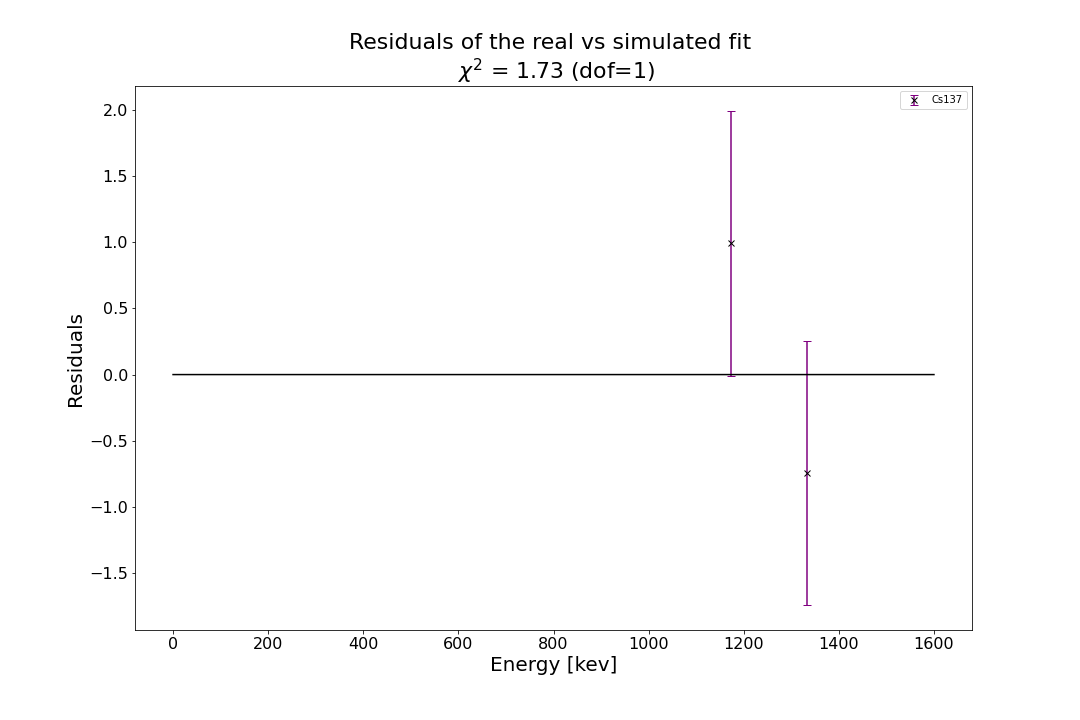 Residuals of the real vs simulated fit
χ² = 1.73 (dof=1)
Cs137
2.0
1.5
1.0
0.5
0.0
−0.5
−1.0
−1.5
Residuals
0 200 400 600 800 1000 1200 1400 1600
Energy [kev]